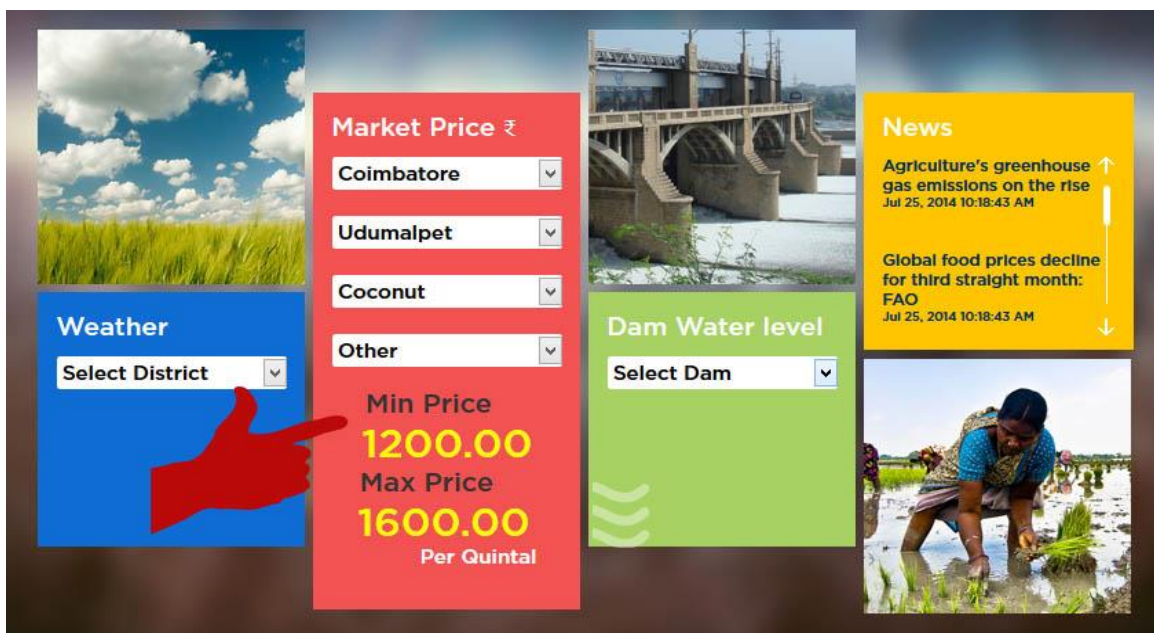 Market Price ₹
Coimbatore
Udumalpet
Coconut
Other
Min Price
1200.00
Max Price
1600.00
Per Quintal
Weather
Select District
Dam Water level
Select Dam
News
Agriculture's greenhouse
gas emissions on the rise
Jul 25, 2014 10:18:43 AM
Global food prices decline
for third straight month:
FAO
Jul 25, 2014 10:18:43 AM